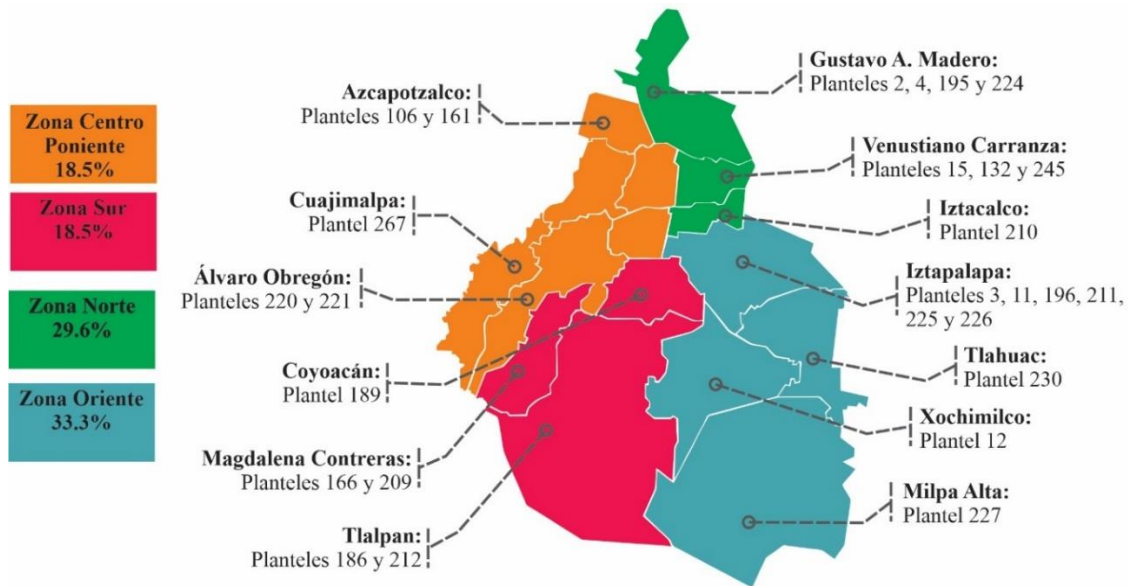 Zona Centro
Poniente
18.5%
Zona Sur
18.5%
Zona Norte
29.6%
Zona Oriente
33.3%
Azcapotzalco:
Planteles 106 y 161
Cuajimalpa:
Plantel 267
Álvaro Obregón:
Planteles 220 y 221
Coyoacán:
Plantel 189
Magdalena Contreras:
Planteles 166 y 209
Tlalpan:
Planteles 186 y 212
Gustavo A. Madero:
Planteles 2, 4, 195 y 224
Venustiano Carranza:
Planteles 15, 132 y 245
Iztacalco:
Plantel 210
Iztapalapa:
Planteles 3, 11, 196, 211,
225 y 226
Tlahuac:
Plantel 230
Xochimilco:
Plantel 12
Milpa Alta:
Plantel 227